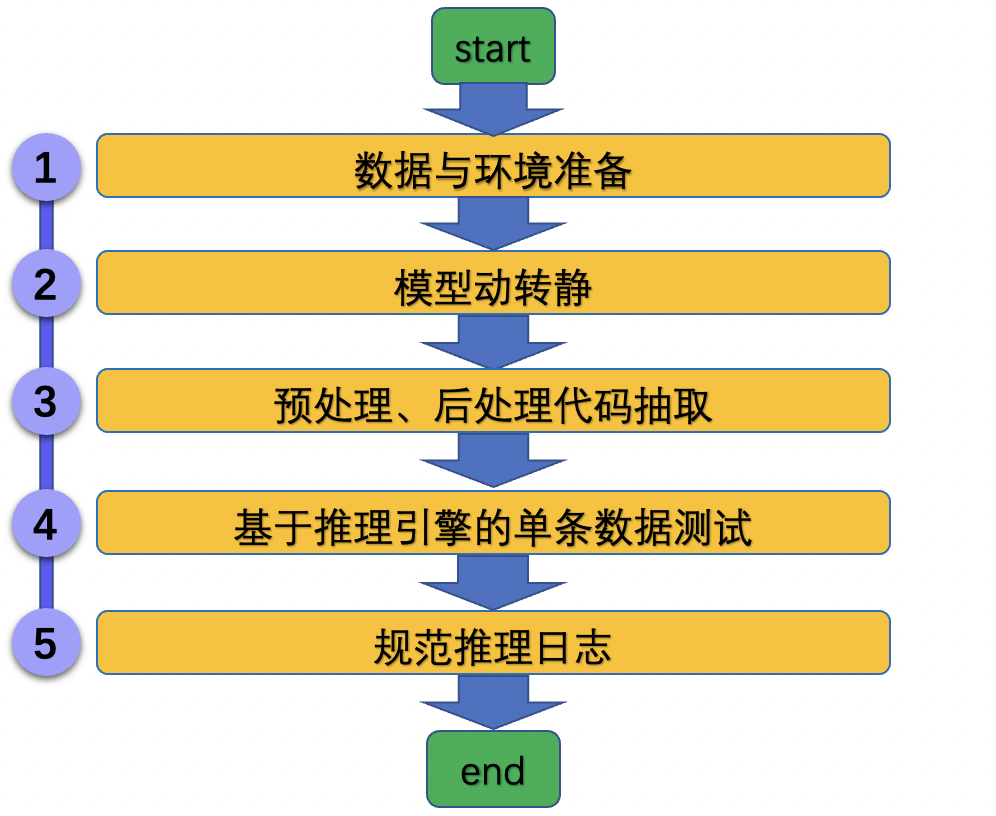 start
1
数据与环境准备
2
模型动转静
3
预处理、后处理代码抽取
4
基于推理引擎的单条数据测试
5
规范推理日志
end